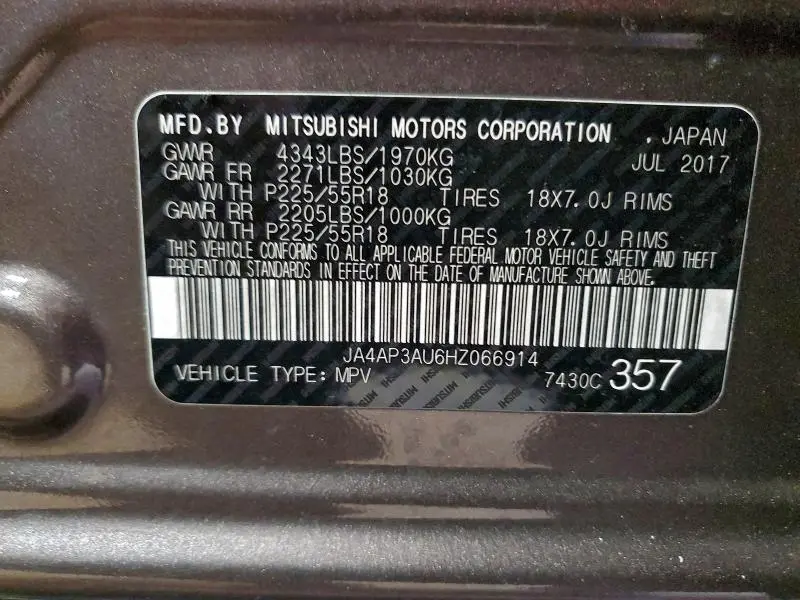 MFD.BY MITSUBISHI MOTORS CORPORATION , JAPAN
GVWR 4343LBS/1970KG JUL 2017
GAWR FR 2271LBS/1030KG
WITH P225/55R18 TIRES 18X7.0J RIMS
GAWR RR 2205LBS/1000KG
WITH P225/55R18 TIRES 18X7.0J RIMS
THIS VEHICLE CONFORMS TO ALL APPLICABLE FEDERAL MOTOR VEHICLE SAFETY AND THEFT
PREVENTION STANDARDS IN EFFECT ON THE DATE OF MANUFACTURE SHOWN ABOVE.
JA4AP3AU6HZ066914
VEHICLE TYPE: MPV 7430C 357